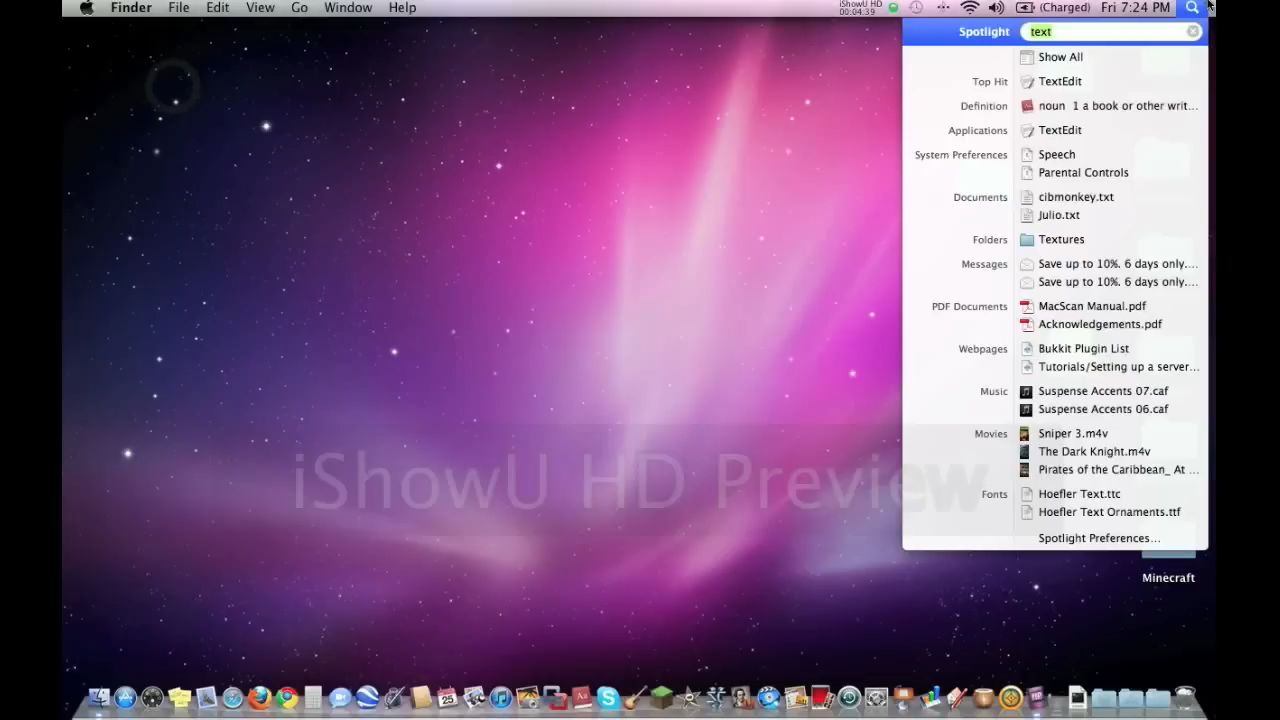 Finder File Edit View Go Window Help iShowU HD 00:04:39 (Charged) Fri 7:24 PM
Spotlight text
Show All
Top Hit TextEdit
Definition noun 1 a book or other writ...
Applications TextEdit
System Preferences Speech
Parental Controls
Documents cibmonkey.txt
Julio.txt
Folders Textures
Messages Save up to 10%. 6 days only....
Save up to 10%. 6 days only....
PDF Documents MacScan Manual.pdf
Acknowledgements.pdf
Webpages Bukkit Plugin List
Tutorials/Setting up a server...
Music Suspense Accents 07.caf
Suspense Accents 06.caf
Movies Sniper 3.m4v
The Dark Knight.m4v
Pirates of the Caribbean_ At ...
iShowU HD Preview
Fonts Hoefler Text.ttc
Hoefler Text Ornaments.ttf
Spotlight Preferences...
Minecraft
25